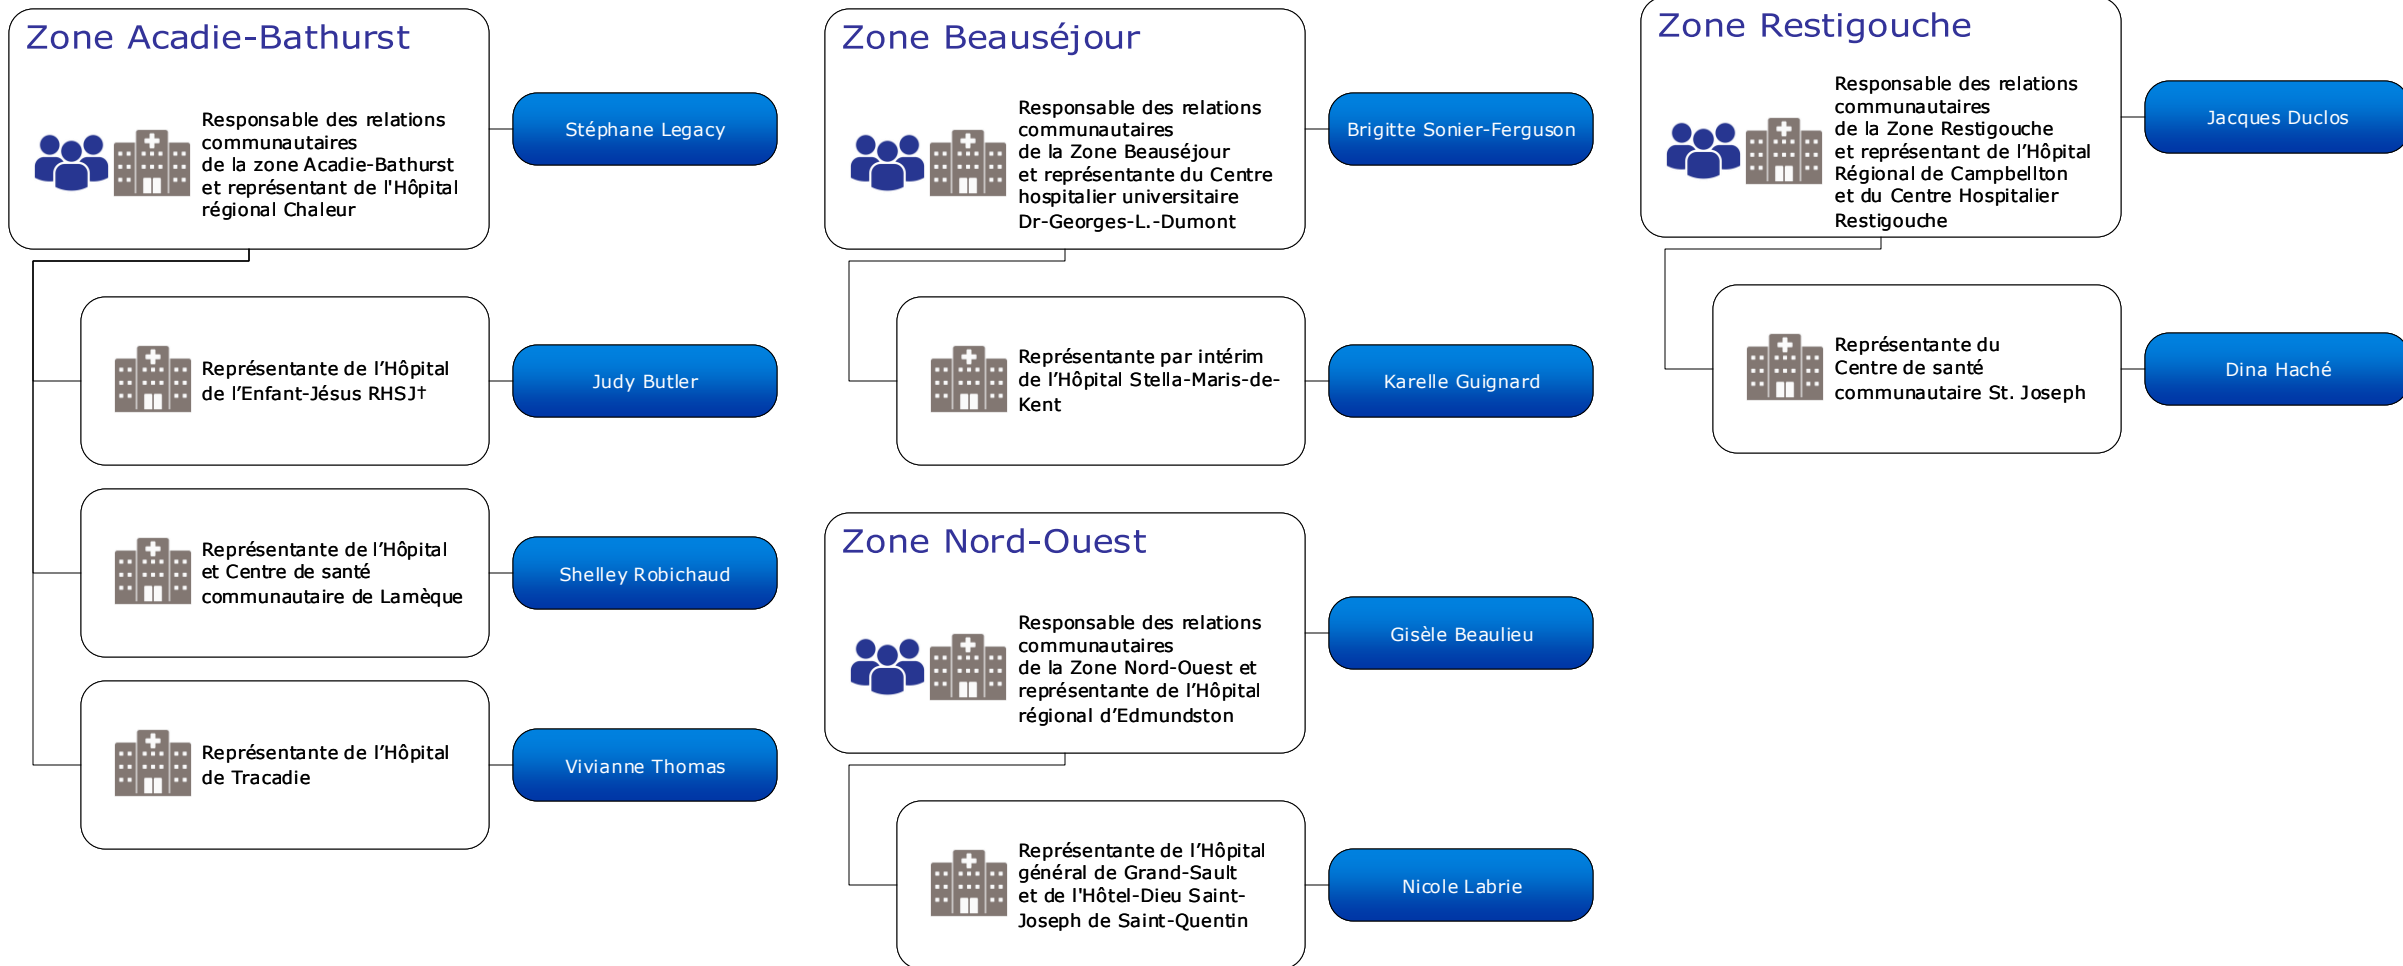 Zone Acadie-Bathurst
Responsable des relations
communautaires
de la zone Acadie-Bathurst
et représentant de l'Hôpital
régional Chaleur
Stéphane Legacy
Représentante de l’Hôpital
de l’Enfant-Jésus RHSJ†
Judy Butler
Représentante de l’Hôpital
et Centre de santé
communautaire de Lamèque
Shelley Robichaud
Représentante de l’Hôpital
de Tracadie
Vivianne Thomas
Zone Beauséjour
Responsable des relations
communautaires
de la Zone Beauséjour
et représentante du Centre
hospitalier universitaire
Dr-Georges-L.-Dumont
Brigitte Sonier-Ferguson
Représentante par intérim
de l’Hôpital Stella-Maris-de-
Kent
Karelle Guignard
Zone Nord-Ouest
Responsable des relations
communautaires
de la Zone Nord-Ouest et
représentante de l’Hôpital
régional d’Edmundston
Gisèle Beaulieu
Représentante de l’Hôpital
général de Grand-Sault
et de l'Hôtel-Dieu Saint-
Joseph de Saint-Quentin
Nicole Labrie
Zone Restigouche
Responsable des relations
communautaires
de la Zone Restigouche
et représentant de l’Hôpital
Régional de Campbellton
et du Centre Hospitalier
Restigouche
Jacques Duclos
Représentante du
Centre de santé
communautaire St. Joseph
Dina Haché